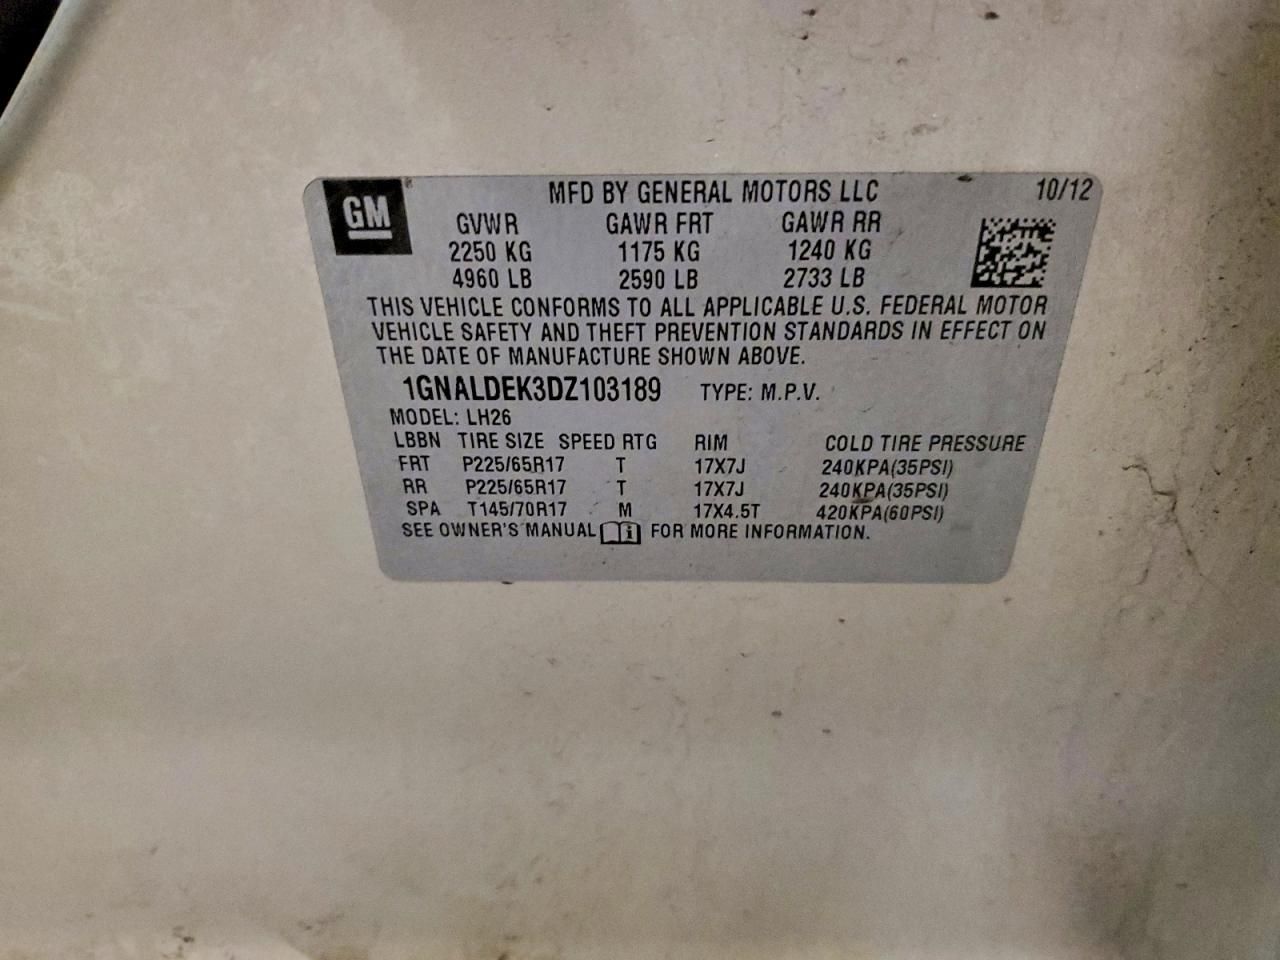 GM
MFD BY GENERAL MOTORS LLC 10/12
GVWR GAWR FRT GAWR RR
2250 KG 1175 KG 1240 KG
4960 LB 2590 LB 2733 LB
THIS VEHICLE CONFORMS TO ALL APPLICABLE U.S. FEDERAL MOTOR
VEHICLE SAFETY AND THEFT PREVENTION STANDARDS IN EFFECT ON
THE DATE OF MANUFACTURE SHOWN ABOVE.
1GNALDEK3DZ103189 TYPE: M.P.V.
MODEL: LH26
LBBN TIRE SIZE SPEED RTG RIM COLD TIRE PRESSURE
FRT P225/65R17 T 17X7J 240KPA(35PSI)
RR P225/65R17 T 17X7J 240KPA(35PSI)
SPA T145/70R17 M 17X4.5T 420KPA(60PSI)
SEE OWNER'S MANUAL i FOR MORE INFORMATION.